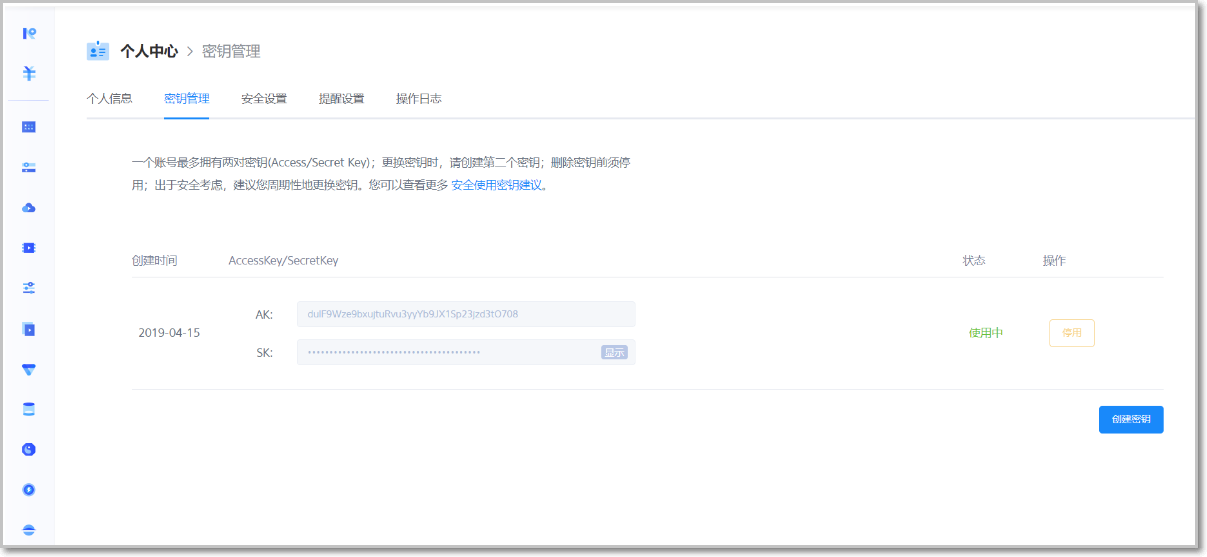 个人中心 > 密钥管理
个人信息 密钥管理 安全设置 提醒设置 操作日志
一个账号最多拥有两对密钥(Access/Secret Key)；更换密钥时，请创建第二个密钥；删除密钥前须停
用；出于安全考虑，建议您周期性地更换密钥。您可以查看更多 安全使用密钥建议。
创建时间 AccessKey/SecretKey 状态 操作
AK: dulF9Wze9bxujtuRvu3yyYb9JX1Sp23jzd3tO708
2019-04-15 使用中 停用
SK: •••••••••••••••••••••••••••••••••••••••• 显示
创建密钥